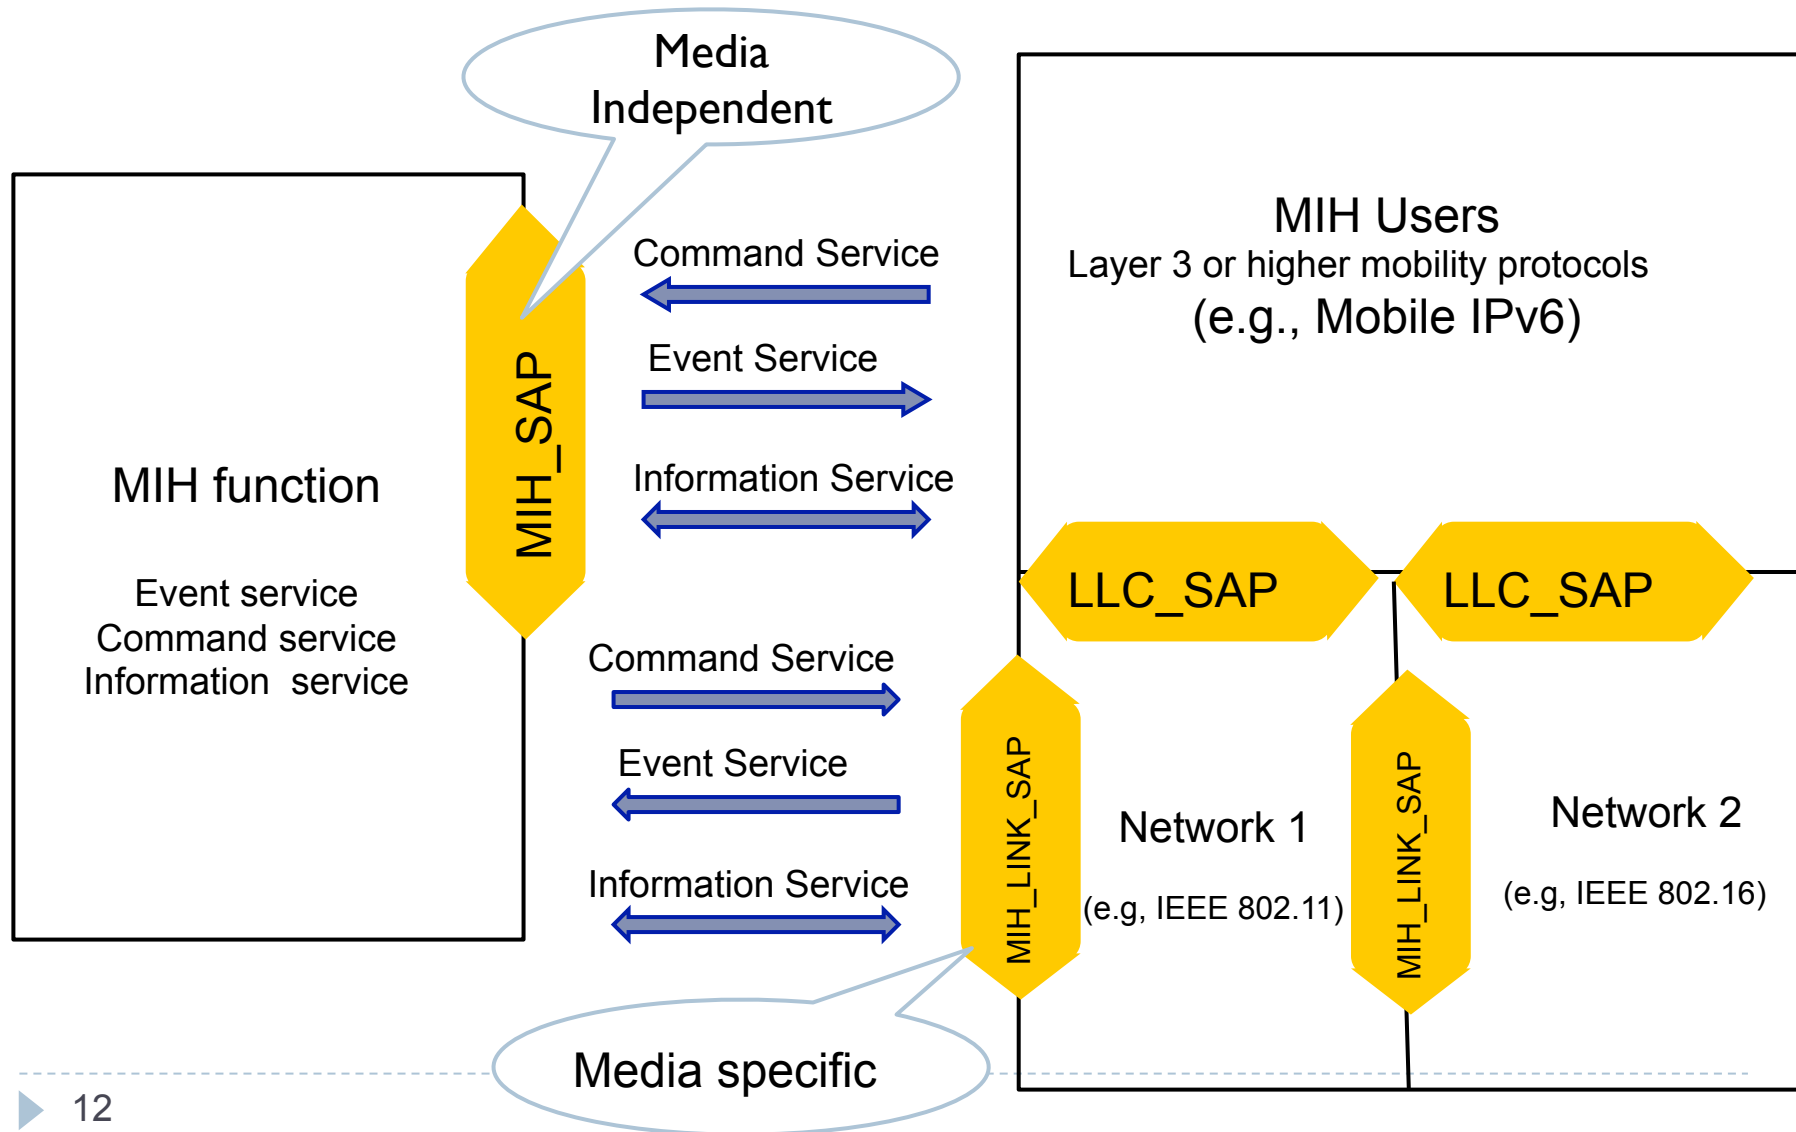 Media
Independent
MIH Users
Layer 3 or higher mobility protocols
(e.g., Mobile IPv6)
Command Service
Event Service
Information Service
MIH_SAP
MIH function
Event service
Command service
Information  service
LLC_SAP
LLC_SAP
Command Service
Event Service
Information Service
MIH_LINK_SAP
Network 1
(e.g, IEEE 802.11)
MIH_LINK_SAP
Network 2
(e.g, IEEE 802.16)
Media specific
12